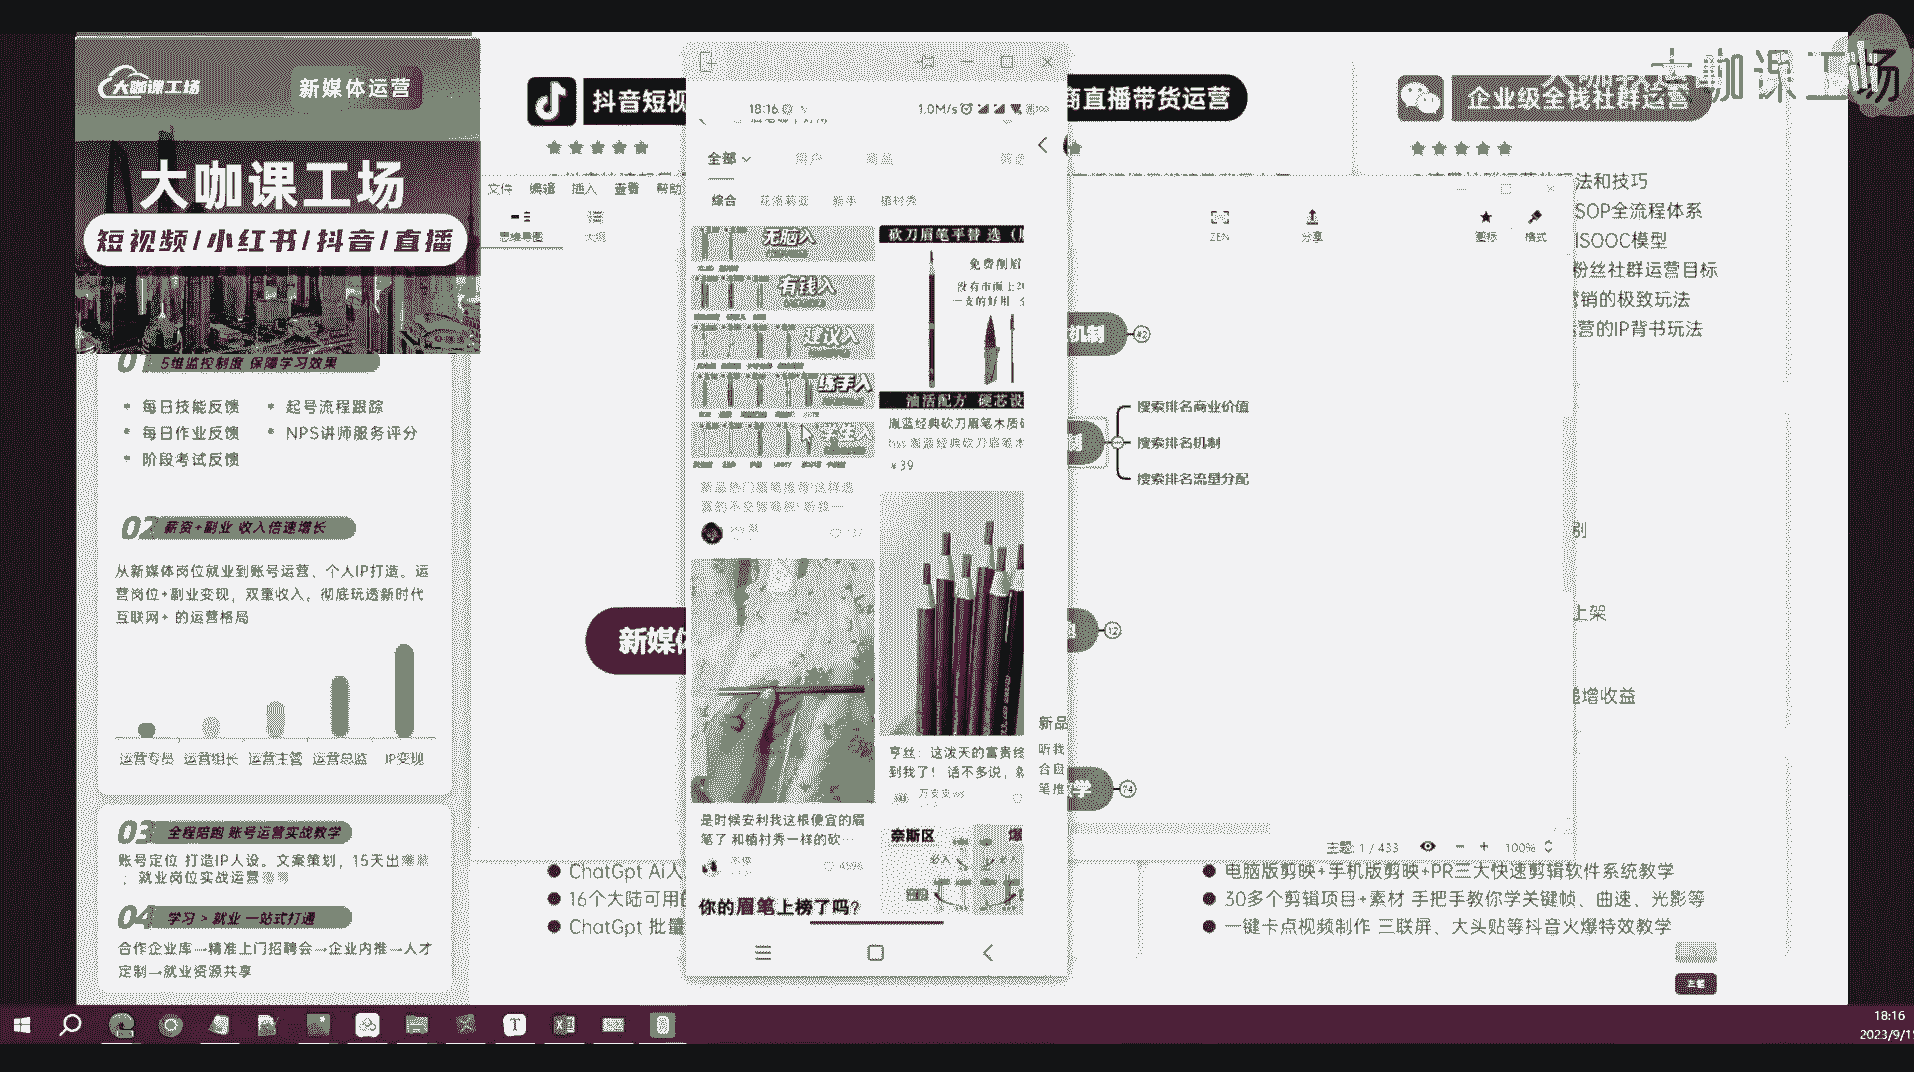 大咖课工场
新媒体运营
大咖课工场
短视频/小红书/抖音/直播
01 5维监控制度 保障学习效果
每日技能反馈
起号流程跟踪
每日作业反馈
NPS讲师服务评分
阶段考试反馈
02 薪资+副业 收入倍速增长
从新媒体岗位就业到账号运营、个人IP打造。运
营岗位+副业变现，双重收入。彻底玩透新时代
互联网+ 的运营格局
运营专员 运营组长 运营主管 运营总监 IP变现
03 全程陪跑 账号运营实战教学
账号定位 打造IP人设。文案策划，15天出
；就业岗位实战运营
04 学习 > 就业 一站式打通
合作企业库→精准上门招聘会→企业内推→人才
定制→就业资源共享
抖音短视
文件 编辑 插入 查看 帮助
思维导图 大纲
新媒体
ChatGpt AI人
16个大陆可用的
ChatGpt 批量
18:16
1.0M/s
全部 用户 商品 筛选
综合
无脑入
有钱入
建议入
练手入
学生入
砍刀眉笔平替 选
免费削眉
没有市面上20
一支的好用
油活配方 硬芯设
胤蓝经典砍刀眉笔木质砍
¥39
是时候安利我这根便宜的眉
笔了 和植村秀一样的砍…
4596
你的眉笔上榜了吗？
亨丝：这泼天的富贵终
到我了！ 话不多说，就
奈斯区
必入
新品
听我
合自
笔推
商直播带货运营
ZEN
分享
图标
格式
机制
42
搜索排名商业价值
搜索排名机制
搜索排名流量分配
12
学
74
主题: 1 / 433
100%
企业级全栈社群运营
大咖课工场
法和技巧
SOP全流程体系
ISOOC模型
粉丝社群运营目标
营销的极致玩法
运营的IP背书玩法
别
上架
递增收益
电脑版剪映+手机版剪映+PR三大快速剪辑软件系统教学
30多个剪辑项目+素材 手把手教你学关键帧、曲速、光影等
一键卡点视频制作 三联屏、大头贴等抖音火爆特效教学
18:16
2023/9/1